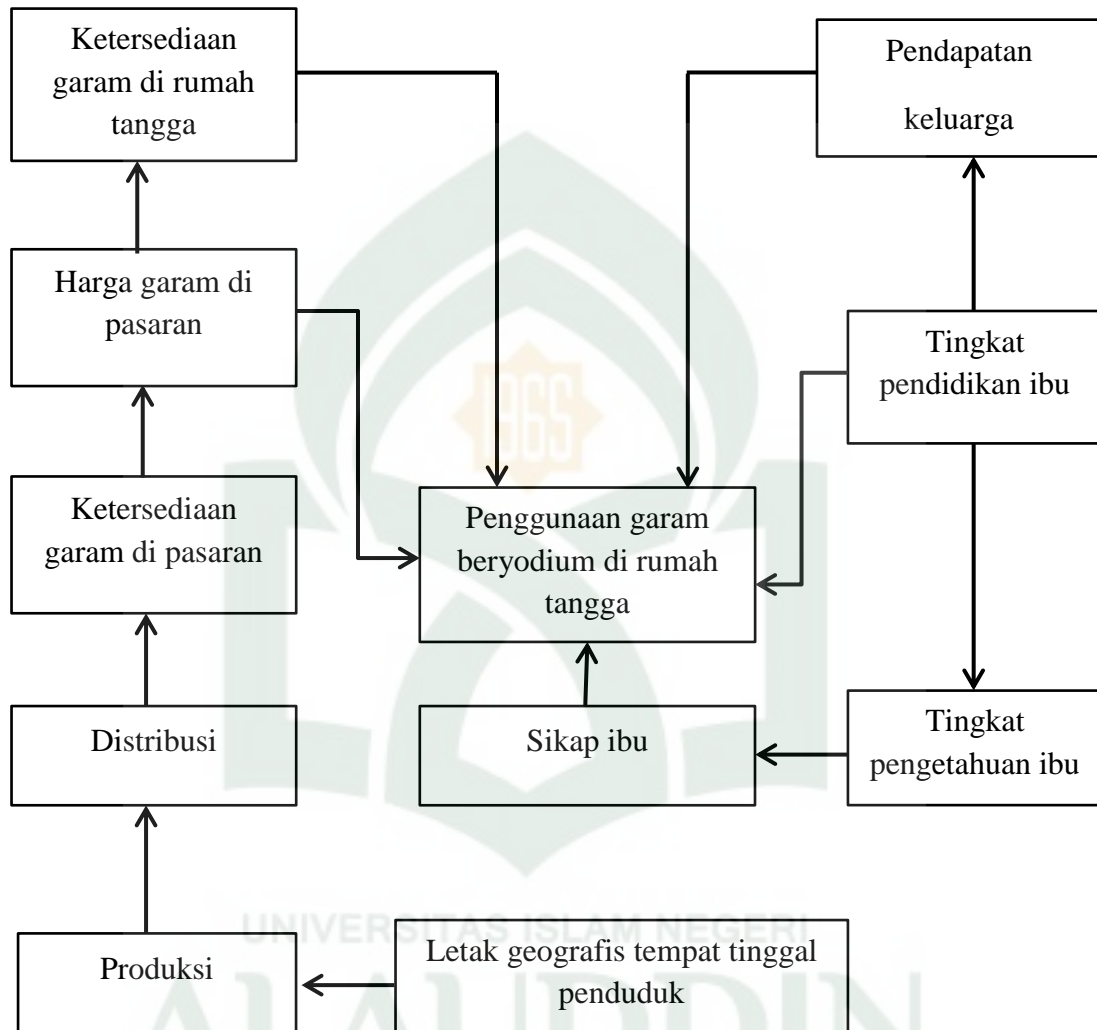 Ketersediaan
garam di rumah
tangga
Pendapatan
keluarga
Harga garam di
pasaran
Tingkat
pendidikan ibu
1965
Ketersediaan
garam di pasaran
Penggunaan garam
beryodium di rumah
tangga
Distribusi
Sikap ibu
Tingkat
pengetahuan ibu
UNIVERSITAS ISLAM NEGERI
Produksi
Letak geografis tempat tinggal
penduduk
ALAUDDIN